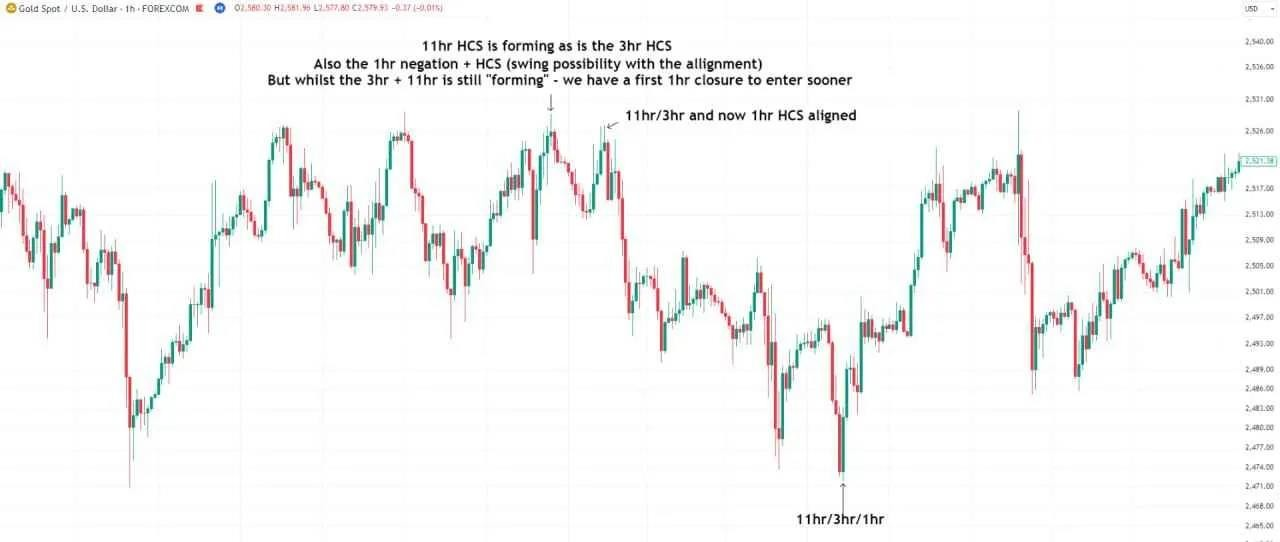 Gold Spot / U.S. Dollar · 1h · FOREXCOM O2,580.30 H2,581.96 L2,577.80 C2,579.93 -0.37 (-0.01%)
USD
11hr HCS is forming as is the 3hr HCS
Also the 1hr negation + HCS (swing possibility with the allignment)
But whilst the 3hr + 11hr is still "forming" - we have a first 1hr closure to enter sooner
11hr/3hr and now 1hr HCS aligned
11hr/3hr/1hr
2,540.00
2,536.00
2,531.00
2,526.00
2,521.38
2,517.00
2,513.00
2,509.00
2,505.00
2,501.00
2,497.00
2,493.00
2,489.00
2,486.00
2,480.00
2,477.00
2,474.00
2,471.00
2,468.00
2,465.00